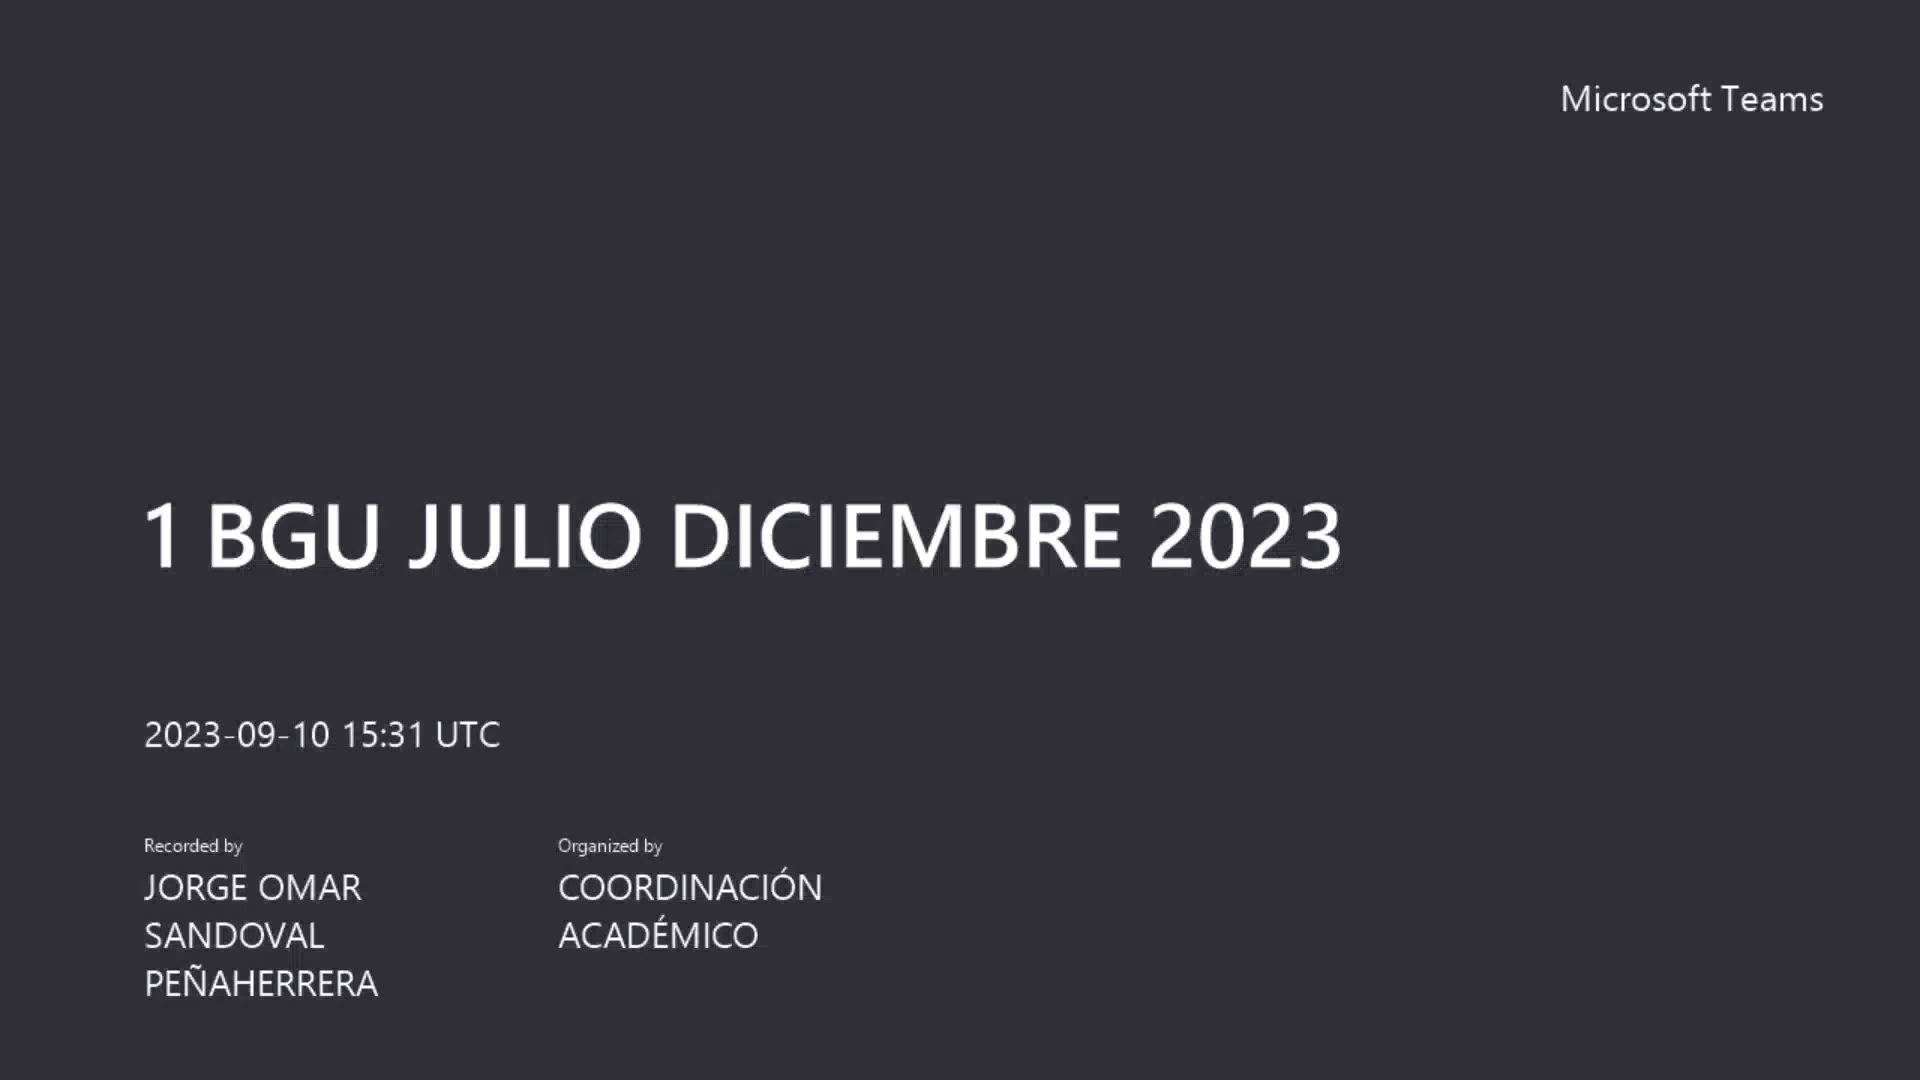 Microsoft Teams
1 BGU JULIO DICIEMBRE 2023
2023-09-10 15:31 UTC
Recorded by
JORGE OMAR
SANDOVAL
PEÑAHERRERA
Organized by
COORDINACIÓN
ACADÉMICO